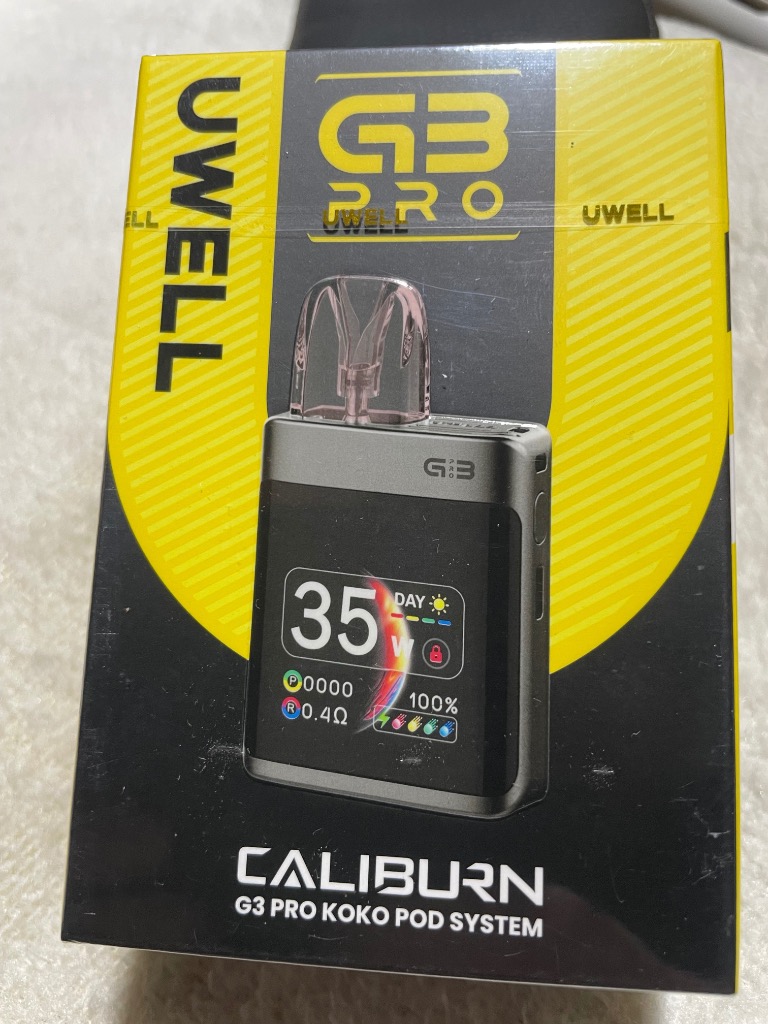 UWELL
G3
PRO
ELL
UWELL
UWELL
G3
PRO
35 W
DAY
P 0000
R 0.4Ω
100%
CALIBURN
G3 PRO KOKO POD SYSTEM